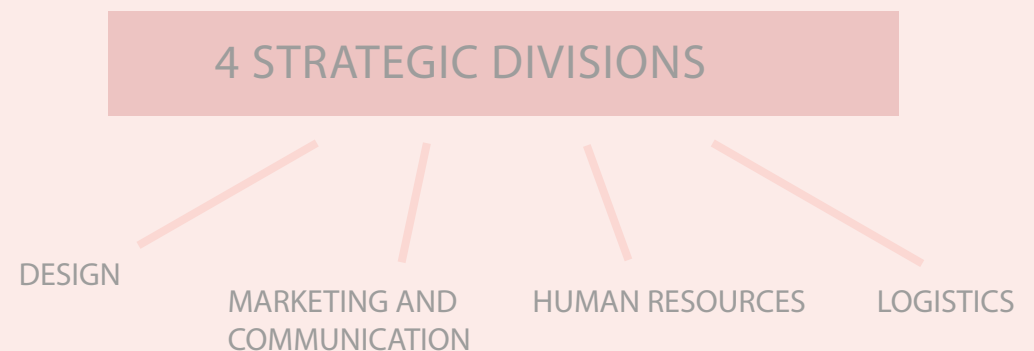 4 STRATEGIC DIVISIONS
DESIGN
MARKETING AND
COMMUNICATION
HUMAN RESOURCES
LOGISTICS